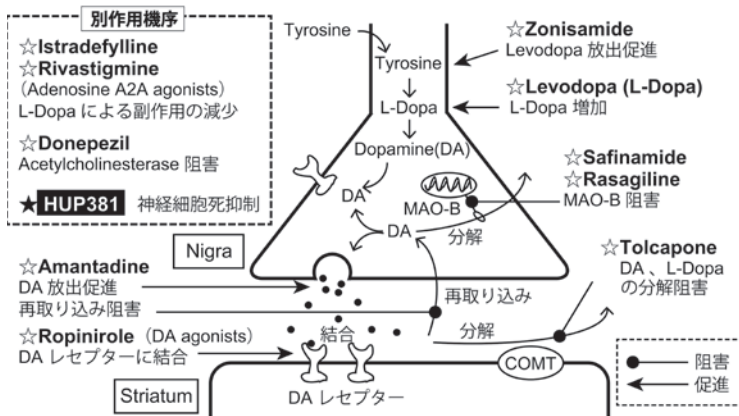 別作用機序
☆Istradefylline
☆Rivastigmine
(Adenosine A2A agonists)
L-Dopa による副作用の減少
☆Donepezil
Acetylcholinesterase 阻害
★HUP381 神経細胞死抑制
Tyrosine
Tyrosine
L-Dopa
Dopamine(DA)
DA
DA
MAO-B
分解
☆Zonisamide
Levodopa 放出促進
☆Levodopa (L-Dopa)
L-Dopa 増加
☆Safinamide
☆Rasagiline
MAO-B 阻害
Nigra
☆Amantadine
DA 放出促進
再取り込み阻害
☆Ropinirole (DA agonists)
DA レセプターに結合
再取り込み
結合
分解
☆Tolcapone
DA 、L-Dopa
の分解阻害
COMT
Striatum
DA レセプター
阻害
促進